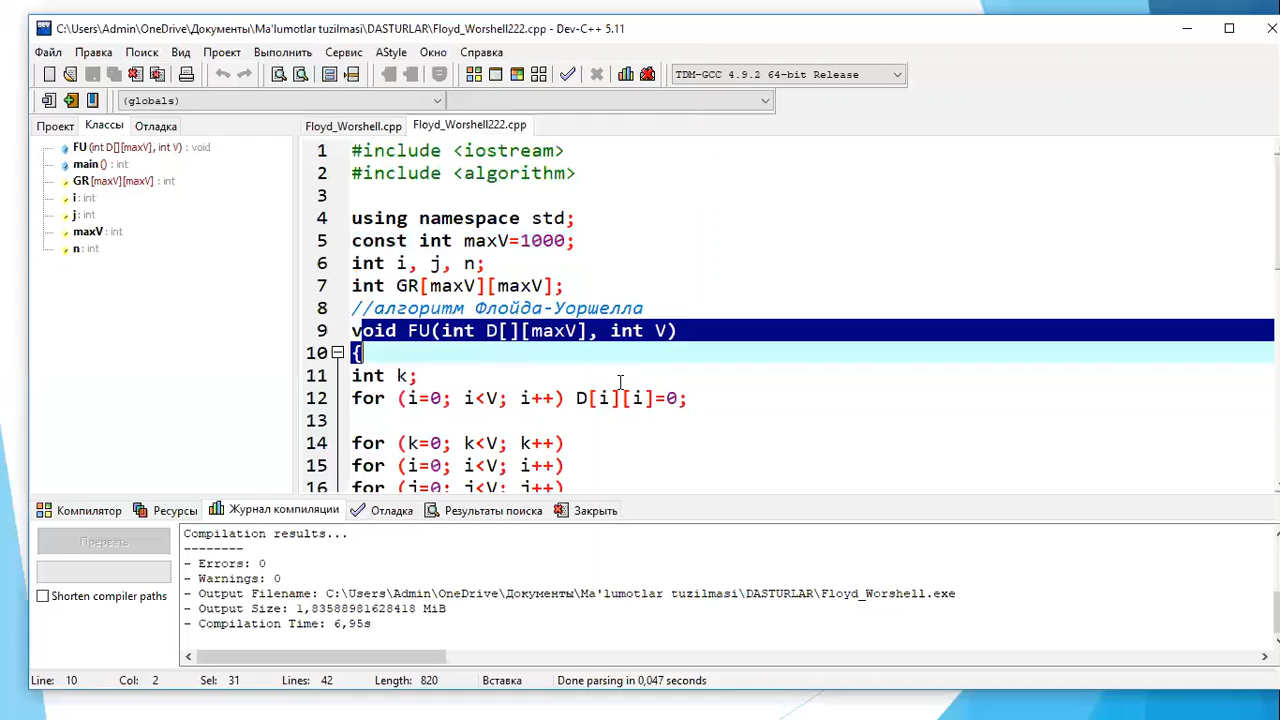 C:\Users\Admin\OneDrive\Документы\Ma'lumotlar tuzilmasi\DASTURLAR\Floyd_Worshell222.cpp - Dev-C++ 5.11
Файл Правка Поиск Вид Проект Выполнить Сервис AStyle Окно Справка
TDM-GCC 4.9.2 64-bit Release
(globals)
Проект Классы Отладка
Floyd_Worshell.cpp Floyd_Worshell222.cpp
FU (int D[][maxV], int V) : void
main () : int
GR [maxV][maxV] : int
i : int
j : int
maxV : int
n : int
1 #include <iostream>
2 #include <algorithm>
3
4 using namespace std;
5 const int maxV=1000;
6 int i, j, n;
7 int GR[maxV][maxV];
8 //алгоритм Флойда-Уоршелла
9 void FU(int D[][maxV], int V)
10 {
11 int k;
12 for (i=0; i<V; i++) D[i][i]=0;
13
14 for (k=0; k<V; k++)
15 for (i=0; i<V; i++)
16 for (j=0; j<V; j++)
Компилятор Ресурсы Журнал компиляции Отладка Результаты поиска Закрыть
Прервать
Shorten compiler paths
Compilation results...
--------
- Errors: 0
- Warnings: 0
- Output Filename: C:\Users\Admin\OneDrive\Документы\Ma'lumotlar tuzilmasi\DASTURLAR\Floyd_Worshell.exe
- Output Size: 1,83588981628418 MiB
- Compilation Time: 6,95s
Line: 10 Col: 2 Sel: 31 Lines: 42 Length: 820 Вставка Done parsing in 0,047 seconds